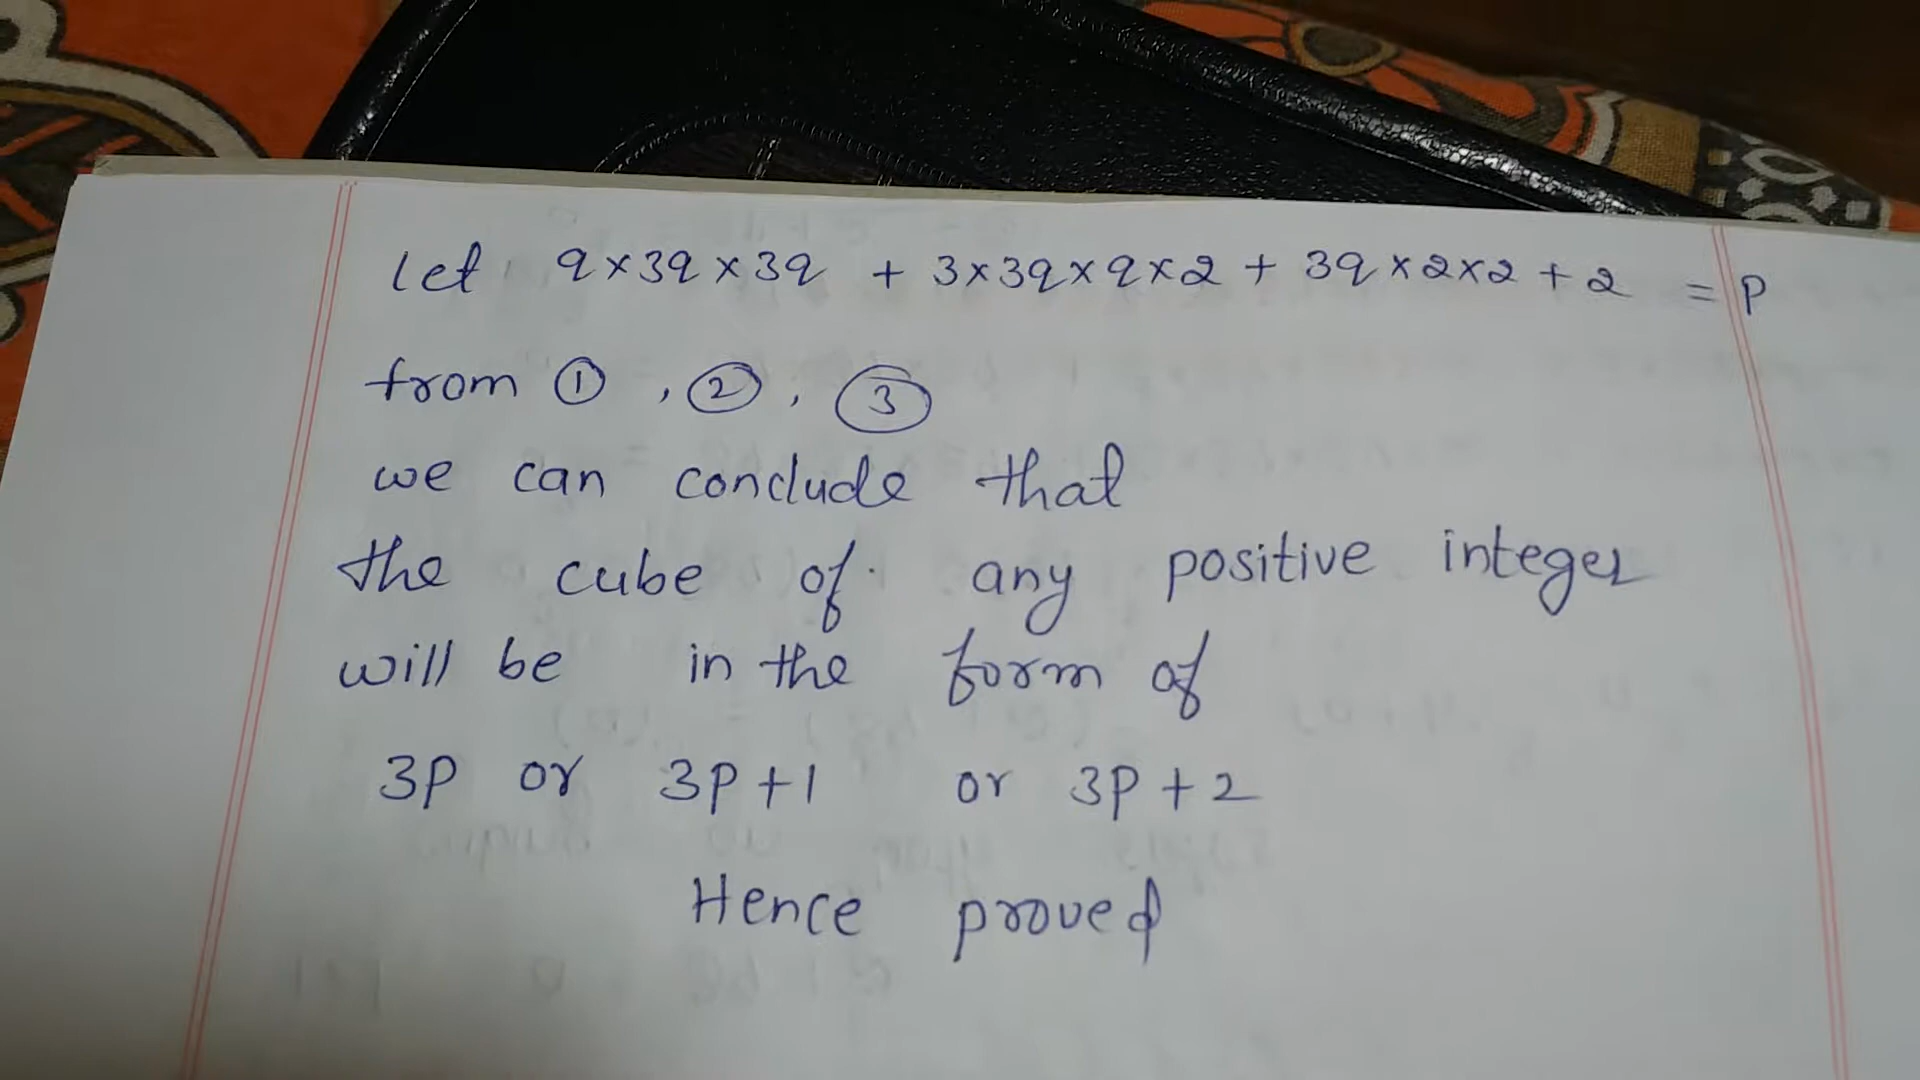 let q×3q×3q + 3×3q×q×2 + 3q×2×2 + 2 = p
from ①, ②, ③
we can conclude that
the cube of any positive integer
will be in the form of
3p or 3p+1 or 3p+2
Hence proved